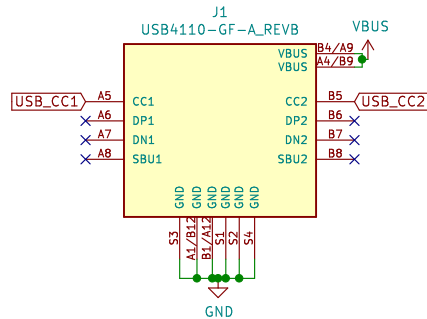 J1
USB4110-GF-A_REVB
VBUS
B4/A9
VBUS
A4/B9
VBUS
USB_CC1
A5
CC1
CC2
B5
USB_CC2
A6
DP1
DP2
B6
A7
DN1
DN2
B7
A8
SBU1
SBU2
B8
GND
GND
GND
GND
GND
GND
S3
A1/B12
B1/A12
S1
S2
S4
GND